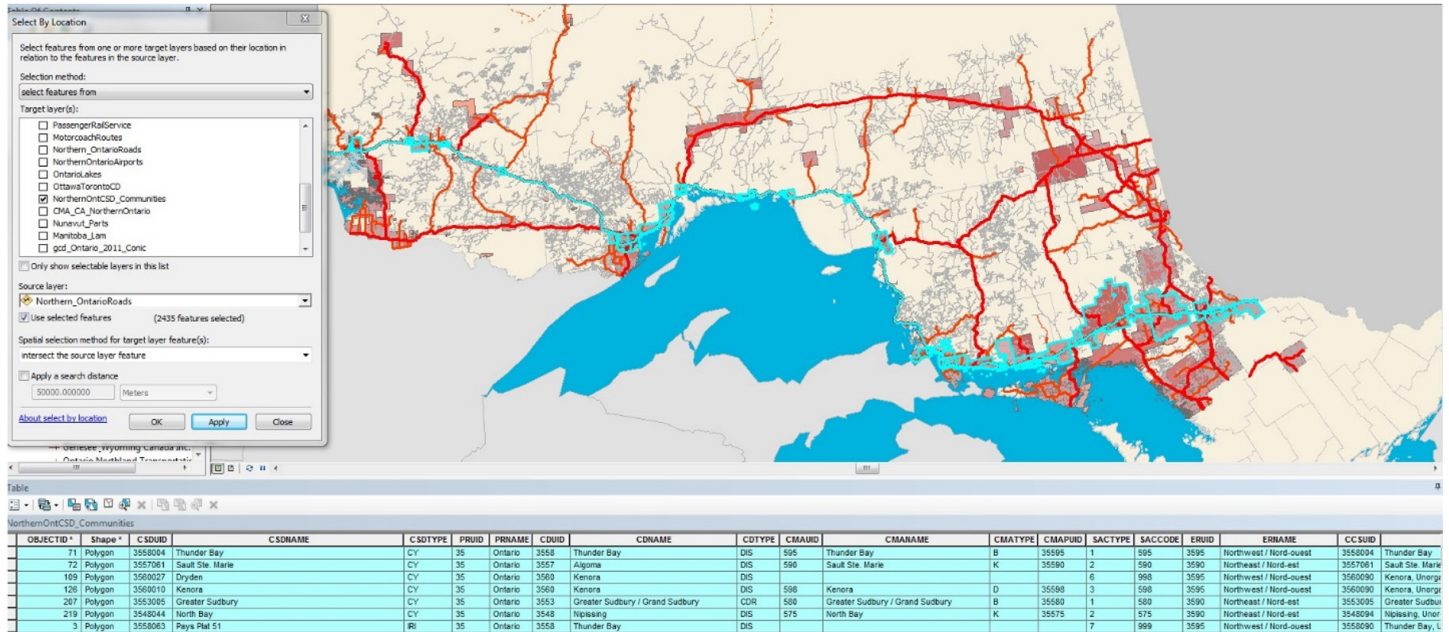 Table Of Contents
Select By Location
Select features from one or more target layers based on their location in
relation to the features in the source layer.
Selection method:
select features from
Target layer(s):
PassengerRailService
MotorcoachRoutes
Northern_OntarioRoads
NorthernOntarioAirports
OntarioLakes
OttawaTorontoCD
NorthernOntCSD_Communities
CMA_CA_NorthernOntario
Nunavut_Parts
Manitoba_Lam
gcd_Ontario_2011_Conic
Only show selectable layers in this list
Source layer:
Northern_OntarioRoads
Use selected features (2435 features selected)
Spatial selection method for target layer feature(s):
intersect the source layer feature
Apply a search distance
50000.000000 Meters
About select by location OK Apply Close
Genesee_Wyoming Canada Inc.
Ontario Northland Transportatic
Table
NorthernOntCSD_Communities
OBJECTID * Shape * CSDUID CSDNAME CSDTYPE PRUID PRNAME CDUID CDNAME CDTYPE CMAUID CMANAME CMATYPE CMAPUID SACTYPE SACCODE ERUID ERNAME CCSUID
71 Polygon 3558004 Thunder Bay CY 35 Ontario 3558 Thunder Bay DIS 595 Thunder Bay B 35595 1 595 3595 Northwest / Nord-ouest 3558004 Thunder Bay
72 Polygon 3557061 Sault Ste. Marie CY 35 Ontario 3557 Algoma DIS 590 Sault Ste. Marie K 35590 2 590 3590 Northeast / Nord-est 3557061 Sault Ste. Marie
109 Polygon 3560027 Dryden CY 35 Ontario 3560 Kenora DIS 6 998 3595 Northwest / Nord-ouest 3560090 Kenora, Unorga
126 Polygon 3560010 Kenora CY 35 Ontario 3560 Kenora DIS 598 Kenora D 35598 3 598 3595 Northwest / Nord-ouest 3560090 Kenora, Unorga
207 Polygon 3553005 Greater Sudbury CY 35 Ontario 3553 Greater Sudbury / Grand Sudbury CDR 580 Greater Sudbury / Grand Sudbury B 35580 1 580 3590 Northeast / Nord-est 3553005 Greater Sudbur
219 Polygon 3548044 North Bay CY 35 Ontario 3548 Nipissing DIS 575 North Bay K 35575 2 575 3590 Northeast / Nord-est 3548094 Nipissing, Unor
3 Polygon 3558063 Pays Plat 51 IRI 35 Ontario 3558 Thunder Bay DIS 7 999 3595 Northwest / Nord-ouest 3558090 Thunder Bay, U